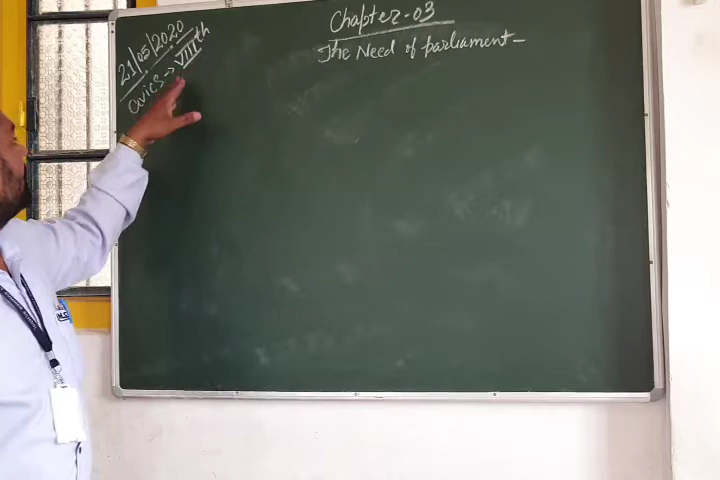 21/05/2020
Civics → VIIIth
Chapter-03
The Need of parliament-